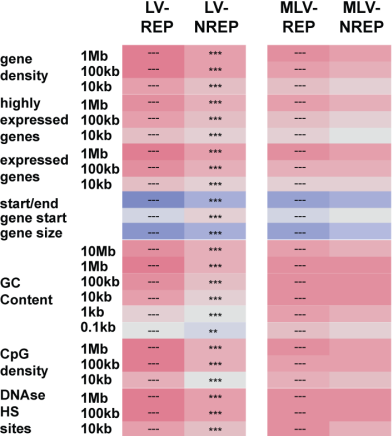 LV- LV- MLV- MLV-
REP NREP REP NREP
gene density
1Mb --- *** ---
100kb --- *** ---
10kb --- *** ---
highly expressed genes
1Mb --- *** ---
100kb --- *** ---
10kb --- *** ---
expressed genes
1Mb --- *** ---
100kb --- *** ---
10kb --- *** ---
start/end --- *** ---
gene start --- *** ---
gene size --- *** ---
GC Content
10Mb --- *** ---
1Mb --- *** ---
100kb --- *** ---
10kb --- *** ---
1kb --- *** ---
0.1kb --- ** ---
CpG density
1Mb --- *** ---
100kb --- *** ---
10kb --- *** ---
DNAse HS sites
1Mb --- *** ---
100kb --- *** ---
10kb --- *** ---